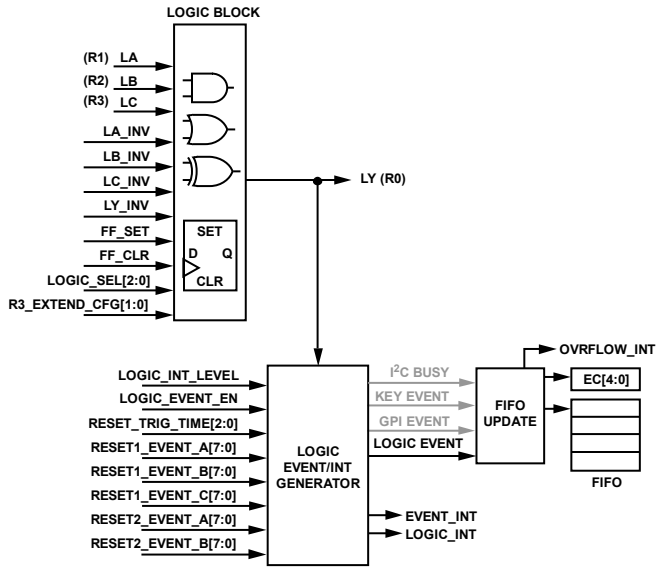 LOGIC BLOCK
(R1) LA
(R2) LB
(R3) LC
LA_INV
LB_INV
LC_INV
LY_INV
FF_SET
FF_CLR
LOGIC_SEL[2:0]
R3_EXTEND_CFG[1:0]
SET
D Q
CLR
LY (R0)
LOGIC_INT_LEVEL
LOGIC_EVENT_EN
RESET_TRIG_TIME[2:0]
RESET1_EVENT_A[7:0]
RESET1_EVENT_B[7:0]
RESET1_EVENT_C[7:0]
RESET2_EVENT_A[7:0]
RESET2_EVENT_B[7:0]
LOGIC
EVENT/INT
GENERATOR
I²C BUSY
KEY EVENT
GPI EVENT
LOGIC EVENT
EVENT_INT
LOGIC_INT
FIFO
UPDATE
OVRFLOW_INT
EC[4:0]
FIFO